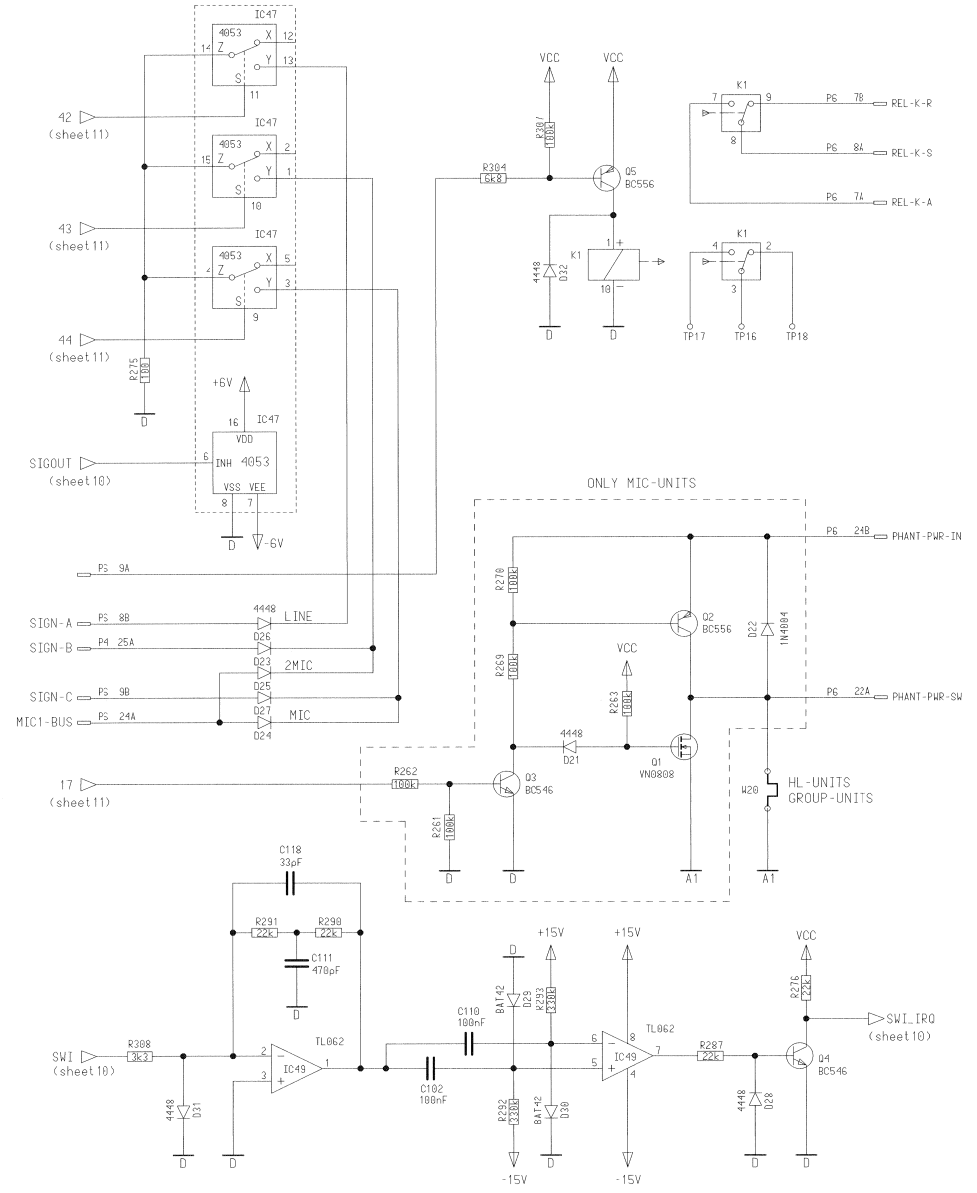 IC47
4053
X 12
14 Z
Y 13
S
11
42
(sheet11)
IC47
4053
X 2
15 Z
Y 1
S
10
43
(sheet11)
IC47
4053
X 5
4 Z
Y 3
S
9
44
(sheet11)
R275
100
D
+6V
16
IC47
VDD
6 INH 4053
VSS VEE
8 7
D
-6V
SIGOUT
(sheet10)
VCC
VCC
R307
100k
R304
6k8
Q5
BC556
4448
D32
K1
1 +
10 −
D
D
K1
7 9
8
P6 7B REL-K-R
P6 8A REL-K-S
P6 7A REL-K-A
K1
4 2
3
TP17 TP16 TP18
P5 9A
SIGN-A P5 8B
4448
D26
LINE
SIGN-B P4 25A
D23
2MIC
D25
SIGN-C P5 9B
D27
MIC
MIC1-BUS P5 24A
D24
ONLY MIC-UNITS
P6 24B PHANT-PWR-IN
R270
100k
Q2
BC556
D22
1N4004
R269
100k
VCC
R263
100k
P6 22A PHANT-PWR-SW
4448
D21
Q1
VN0808
17
(sheet11)
R262
100k
Q3
BC546
R261
100k
W20
HL-UNITS
GROUP-UNITS
D
D
A1
A1
C118
33pF
R291
22k
R290
22k
C111
470pF
D
SWI
(sheet10)
R308
3k3
4448
D31
D
D
2 −
3 +
IC49
1
TL062
C110
100nF
C102
100nF
D
BAT42
D29
+15V
R293
330k
R292
330k
-15V
BAT42
D30
D
+15V
6 −
5 +
8
4
IC49
7
TL062
-15V
R287
22k
4448
D28
D
VCC
R276
22k
Q4
BC546
D
SWI_IRQ
(sheet10)